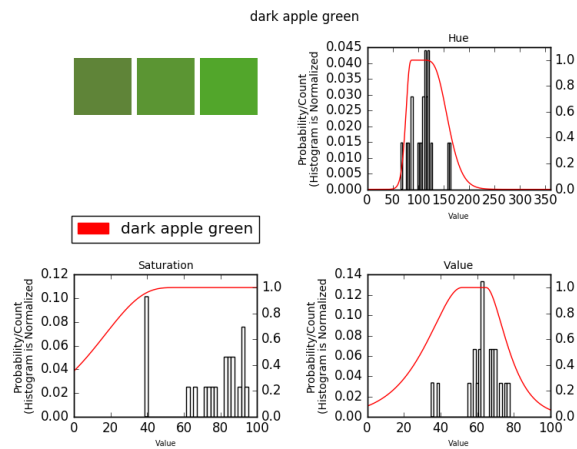 dark apple green
Hue
0.045
0.040
0.035
0.030
0.025
0.020
0.015
0.010
0.005
0.000
1.0
0.8
0.6
0.4
0.2
0.0
0 50 100 150 200 250 300 350
Probability/Count
(Histogram is Normalized
Value
dark apple green
Saturation
0.12
0.10
0.08
0.06
0.04
0.02
0.00
1.0
0.8
0.6
0.4
0.2
0.0
0 20 40 60 80 100
Probability/Count
(Histogram is Normalized
Value
Value
0.14
0.12
0.10
0.08
0.06
0.04
0.02
0.00
1.0
0.8
0.6
0.4
0.2
0.0
0 20 40 60 80 100
Probability/Count
(Histogram is Normalized
Value